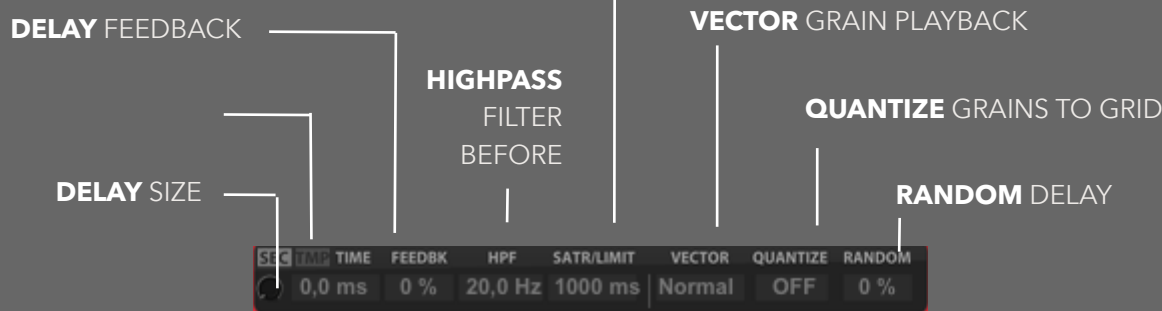 DELAY FEEDBACK
VECTOR GRAIN PLAYBACK
HIGHPASS
FILTER
BEFORE
QUANTIZE GRAINS TO GRID
DELAY SIZE
RANDOM DELAY
SEC TMP TIME FEEDBK HPF SATR/LIMIT VECTOR QUANTIZE RANDOM
0,0 ms 0 % 20,0 Hz 1000 ms Normal OFF 0 %